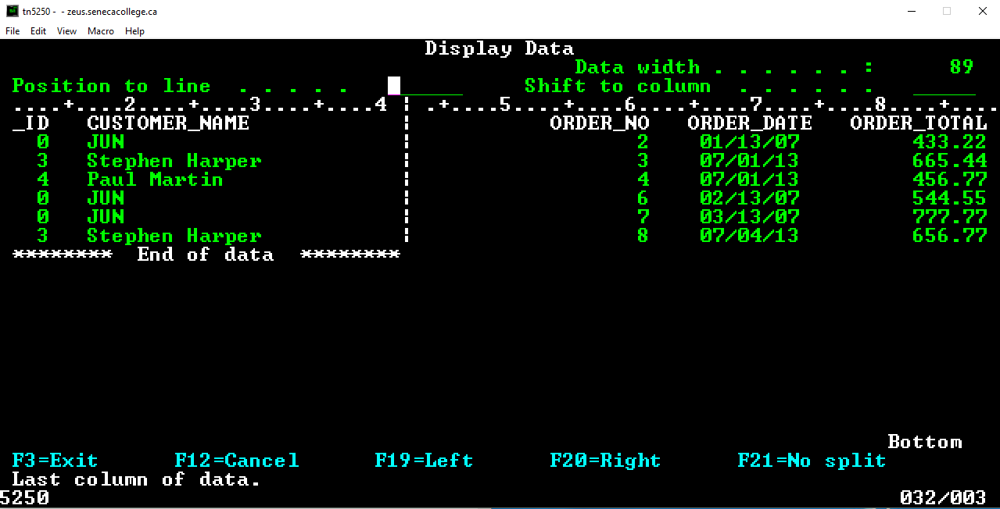 tn5250 -  - zeus.senecacollege.ca
File Edit View Macro Help
Display Data
Data width . . . . . . :      89
Position to line  . . . . .              Shift to column  . . . . . .
....+....2....+....3....+....4 ¦ .+....5....+....6....+....7....+....8....+....
_ID   CUSTOMER_NAME            ¦           ORDER_NO   ORDER_DATE   ORDER_TOTAL
  0   JUN                      ¦                  2    01/13/07         433.22
  3   Stephen Harper           ¦                  3    07/01/13         665.44
  4   Paul Martin              ¦                  4    07/01/13         456.77
  0   JUN                      ¦                  6    02/13/07         544.55
  0   JUN                      ¦                  7    03/13/07         777.77
  3   Stephen Harper           ¦                  8    07/04/13         656.77
********  End of data  ********
Bottom
F3=Exit      F12=Cancel      F19=Left      F20=Right      F21=No split
Last column of data.
5250      032/003